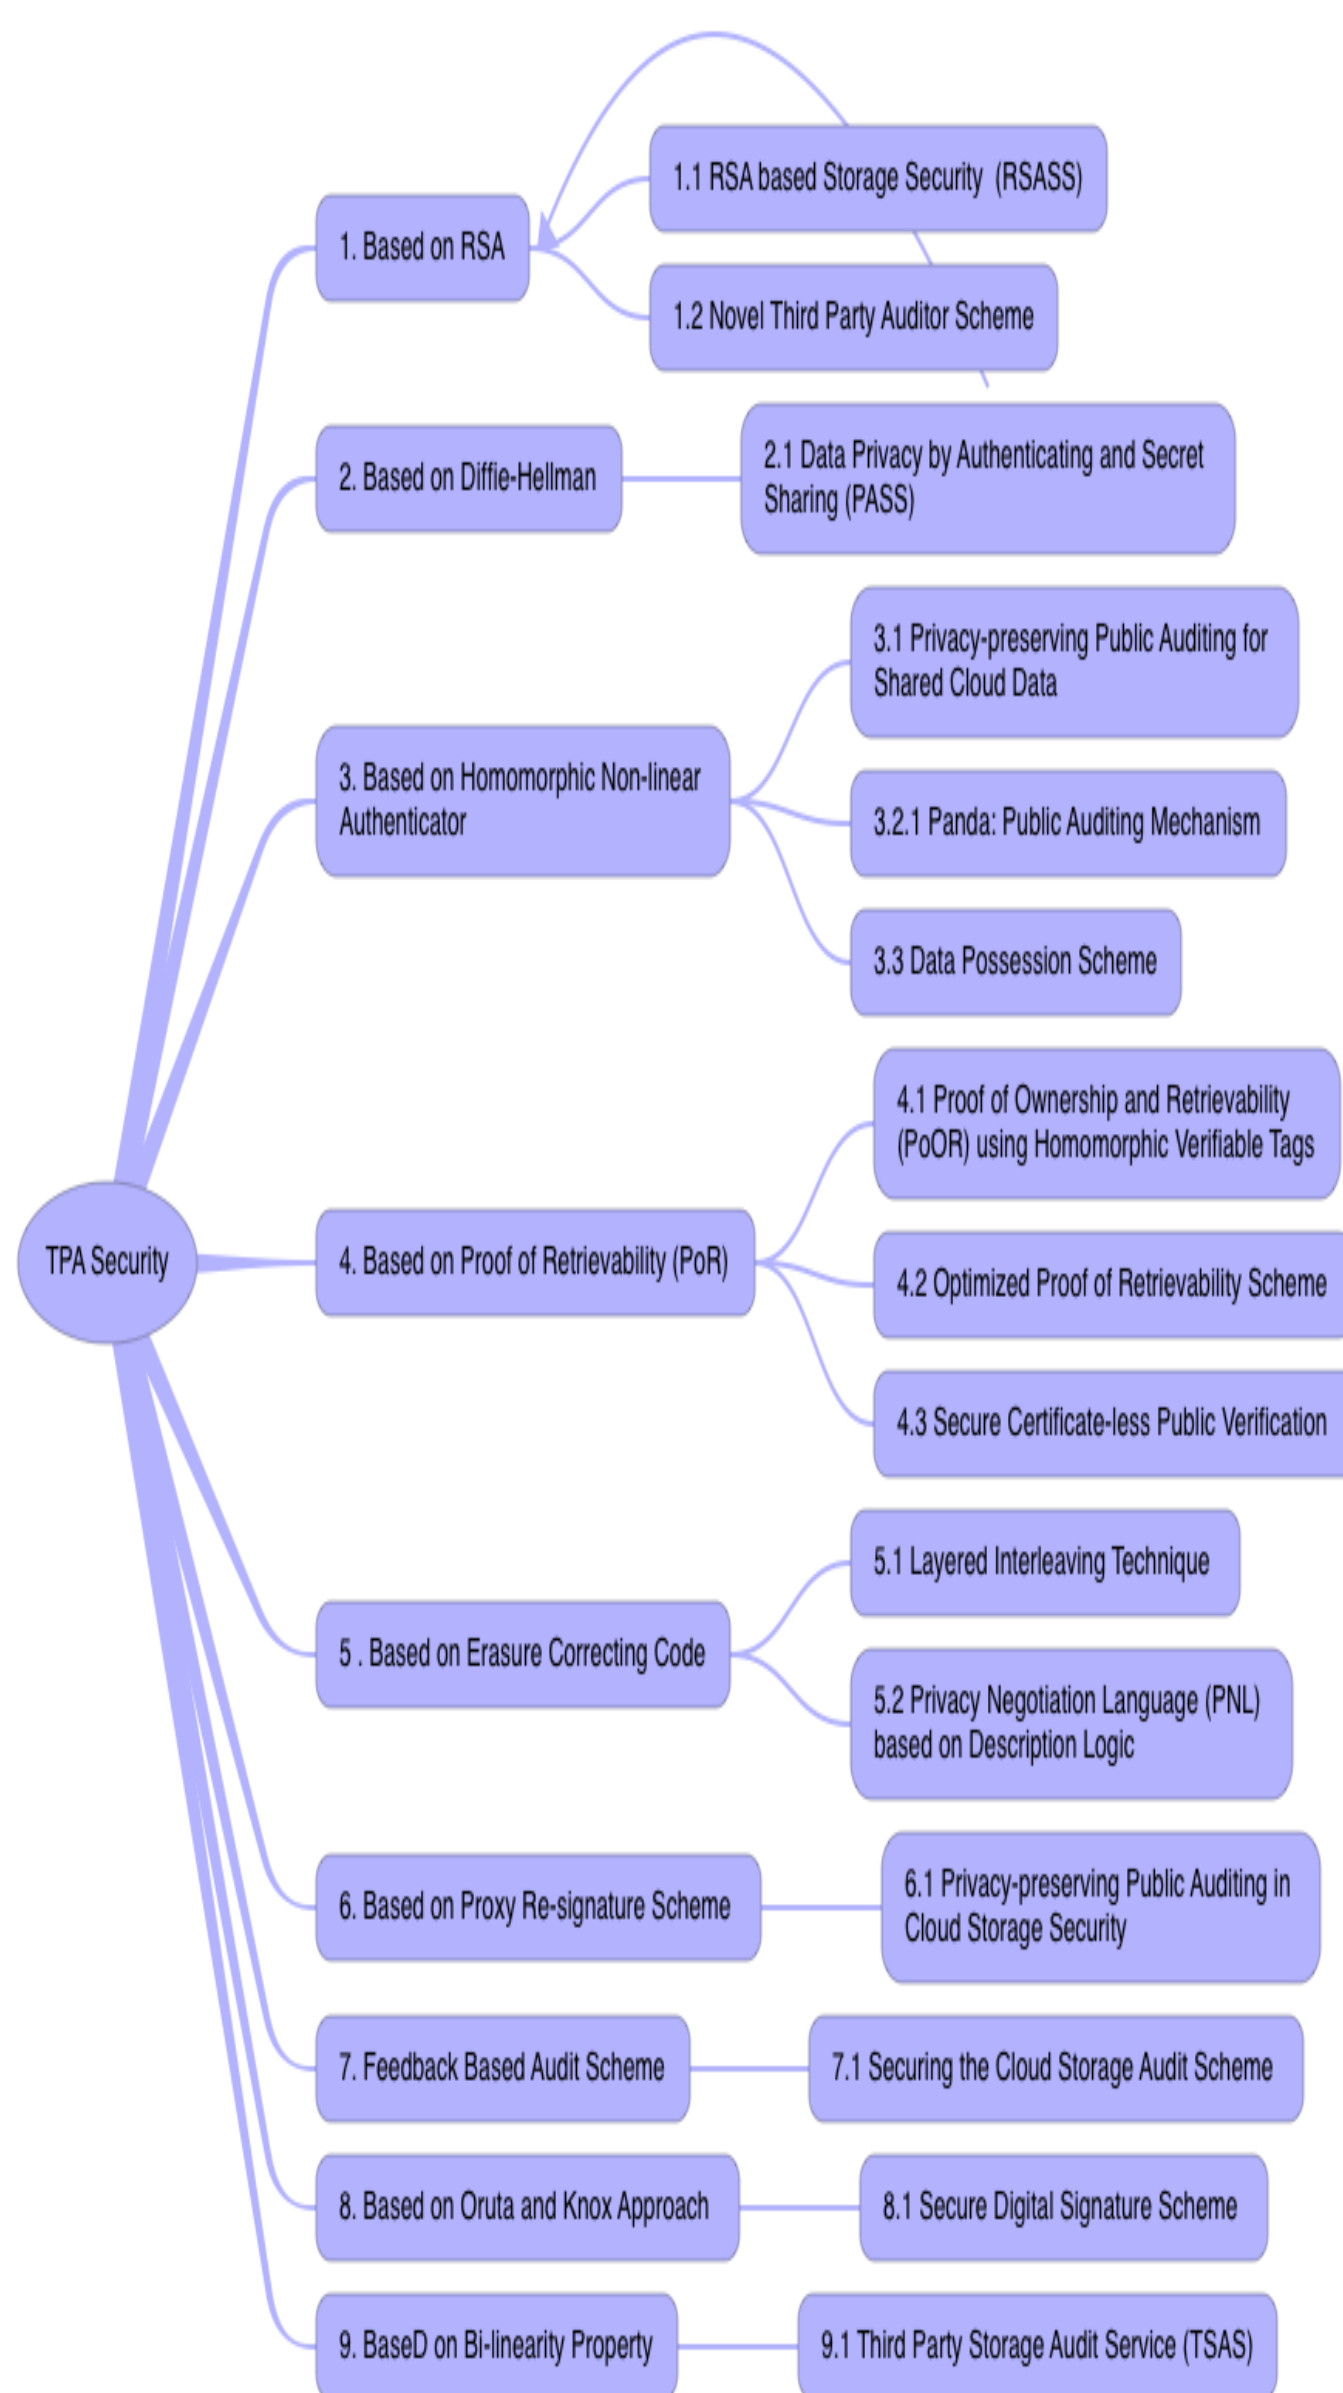 TPA Security
1. Based on RSA
1.1 RSA based Storage Security (RSASS)
1.2 Novel Third Party Auditor Scheme
2. Based on Diffie-Hellman
2.1 Data Privacy by Authenticating and Secret
Sharing (PASS)
3. Based on Homomorphic Non-linear
Authenticator
3.1 Privacy-preserving Public Auditing for
Shared Cloud Data
3.2.1 Panda: Public Auditing Mechanism
3.3 Data Possession Scheme
4. Based on Proof of Retrievability (PoR)
4.1 Proof of Ownership and Retrievability
(PoOR) using Homomorphic Verifiable Tags
4.2 Optimized Proof of Retrievability Scheme
4.3 Secure Certificate-less Public Verification
5 . Based on Erasure Correcting Code
5.1 Layered Interleaving Technique
5.2 Privacy Negotiation Language (PNL)
based on Description Logic
6. Based on Proxy Re-signature Scheme
6.1 Privacy-preserving Public Auditing in
Cloud Storage Security
7. Feedback Based Audit Scheme
7.1 Securing the Cloud Storage Audit Scheme
8. Based on Oruta and Knox Approach
8.1 Secure Digital Signature Scheme
9. BaseD on Bi-linearity Property
9.1 Third Party Storage Audit Service (TSAS)